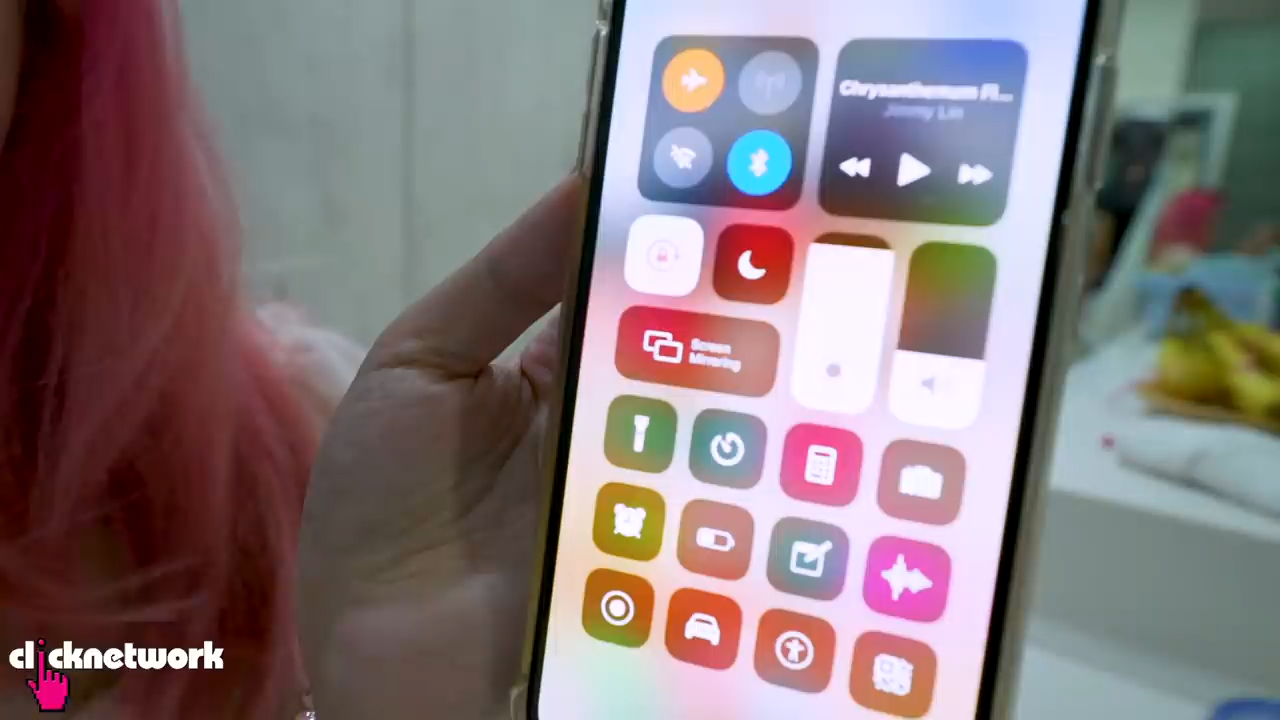 Chrysanthemum Fl...
Jimmy Lin
Screen
Mirroring
clicknetwork